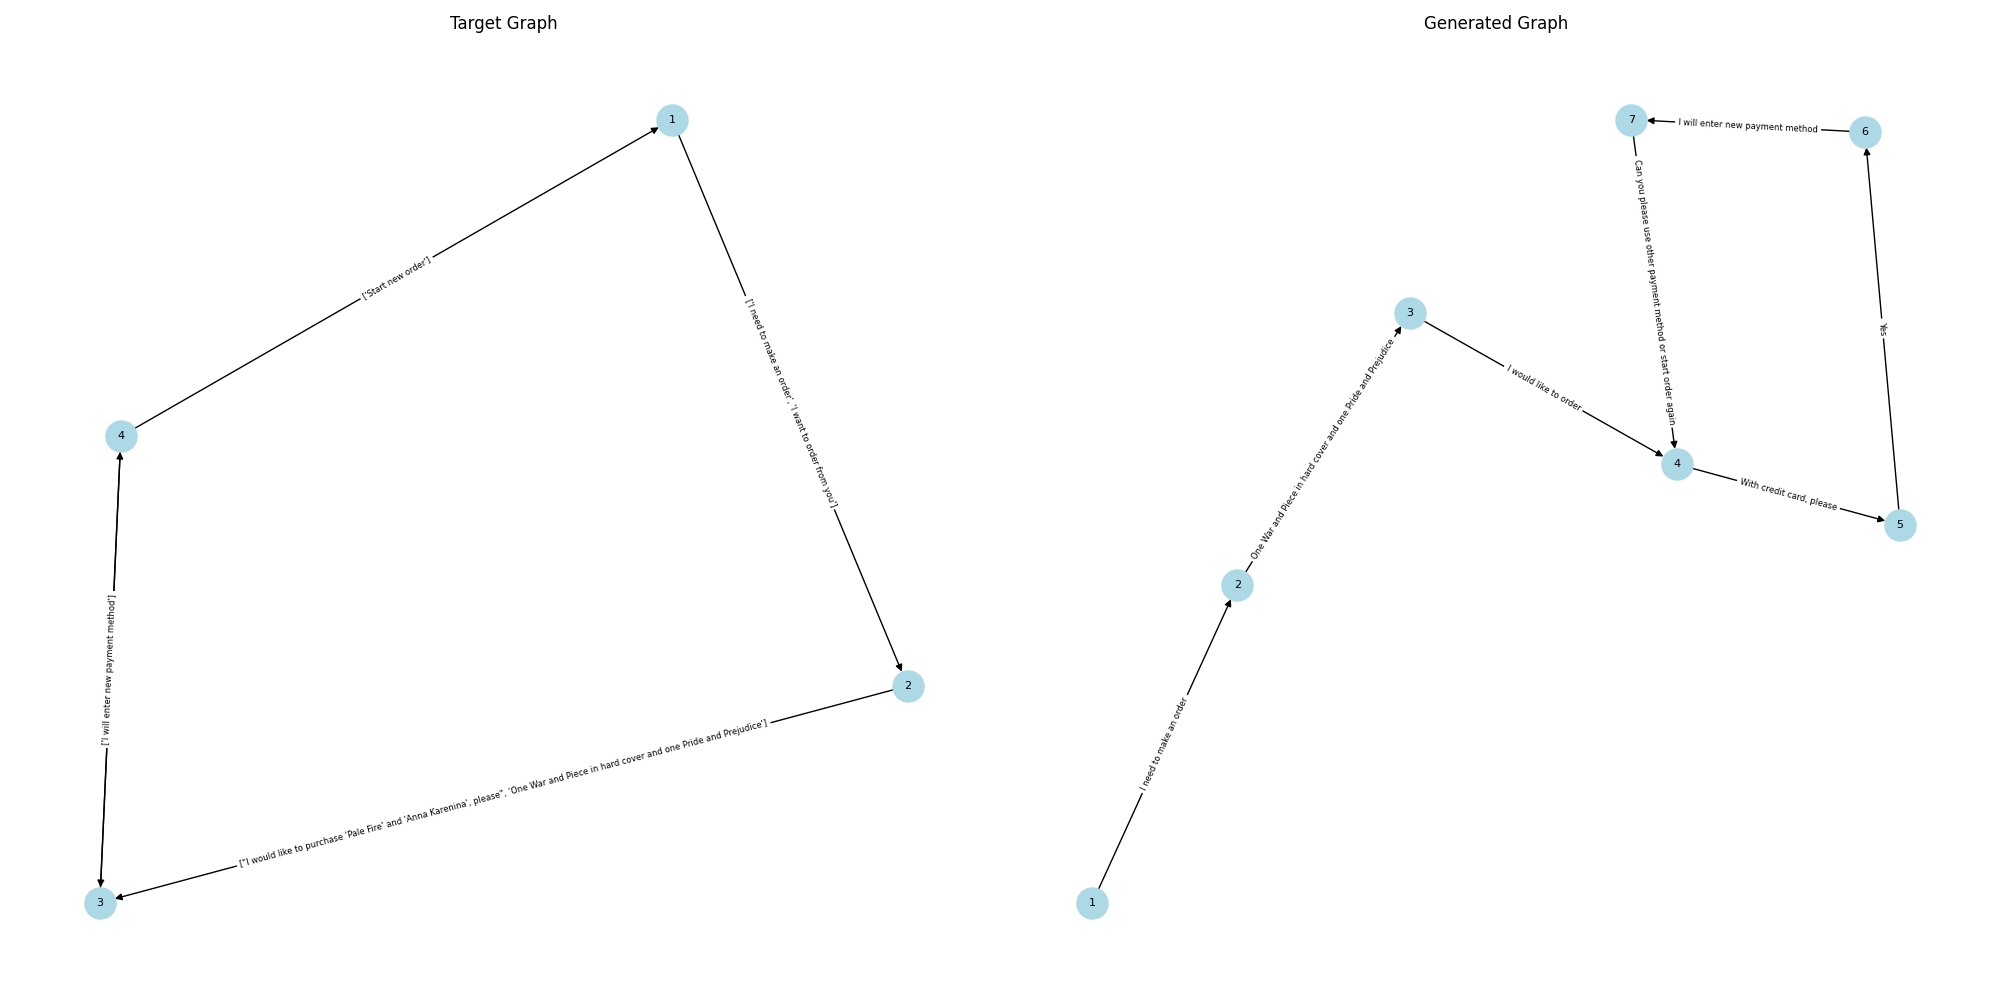 Target Graph
1
['Start new order']
['I need to make an order', 'I want to order from you']
4
['I will enter new payment method']
2
["I would like to purchase 'Pale Fire' and 'Anna Karenina', please", 'One War and Piece in hard cover and one Pride and Prejudice']
3
Generated Graph
7
I will enter new payment method
6
Can you please use other payment method or start order again
Yes
3
I would like to order
One War and Piece in hard cover and one Pride and Prejudice
4
With credit card, please
5
2
I need to make an order
1